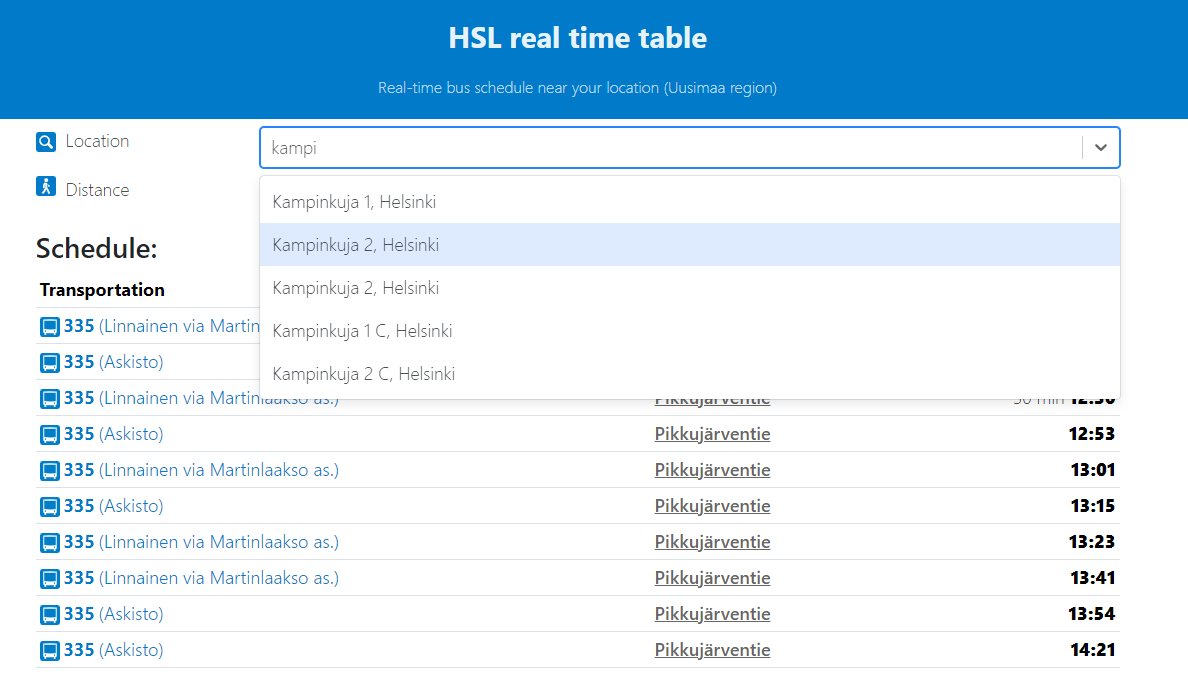 HSL real time table
Real-time bus schedule near your location (Uusimaa region)
Location
kampi
Distance
Kampinkuja 1, Helsinki
Kampinkuja 2, Helsinki
Kampinkuja 2, Helsinki
Kampinkuja 1 C, Helsinki
Kampinkuja 2 C, Helsinki
Schedule:
Transportation
335 (Linnainen via Martin
335 (Askisto)
335 (Linnainen via Martinlaakso as.) Pikkujärventie min
335 (Askisto) Pikkujärventie 12:53
335 (Linnainen via Martinlaakso as.) Pikkujärventie 13:01
335 (Askisto) Pikkujärventie 13:15
335 (Linnainen via Martinlaakso as.) Pikkujärventie 13:23
335 (Linnainen via Martinlaakso as.) Pikkujärventie 13:41
335 (Askisto) Pikkujärventie 13:54
335 (Askisto) Pikkujärventie 14:21